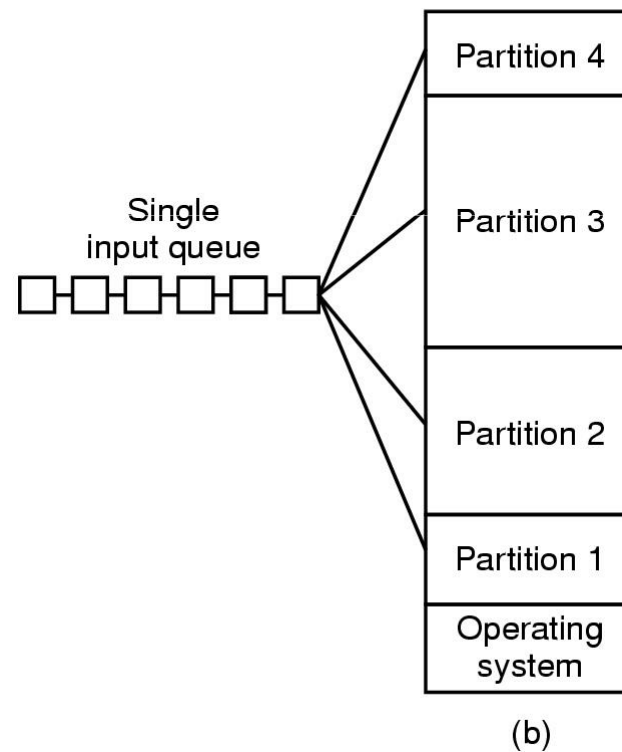 Single
input queue
Partition 4
Partition 3
Partition 2
Partition 1
Operating
system
(b)